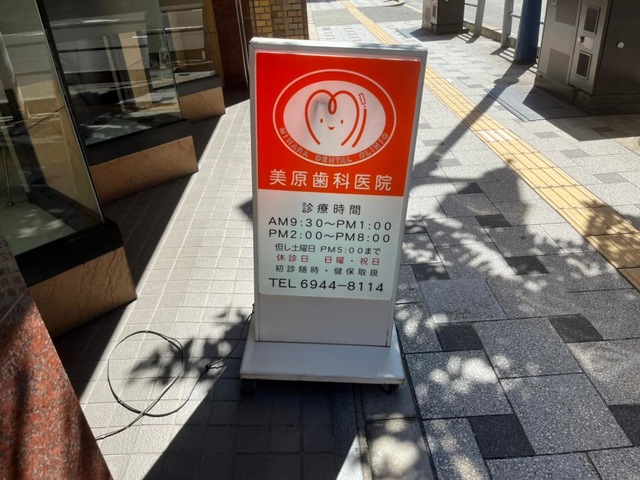 MIHARA DENTAL CLINIC
美原歯科医院
診療時間
AM9:30〜PM1:00
PM2:00〜PM8:00
但し土曜日 PM5:00まで
休診日 日曜・祝日
初診随時・健保取扱
TEL 6944-8114